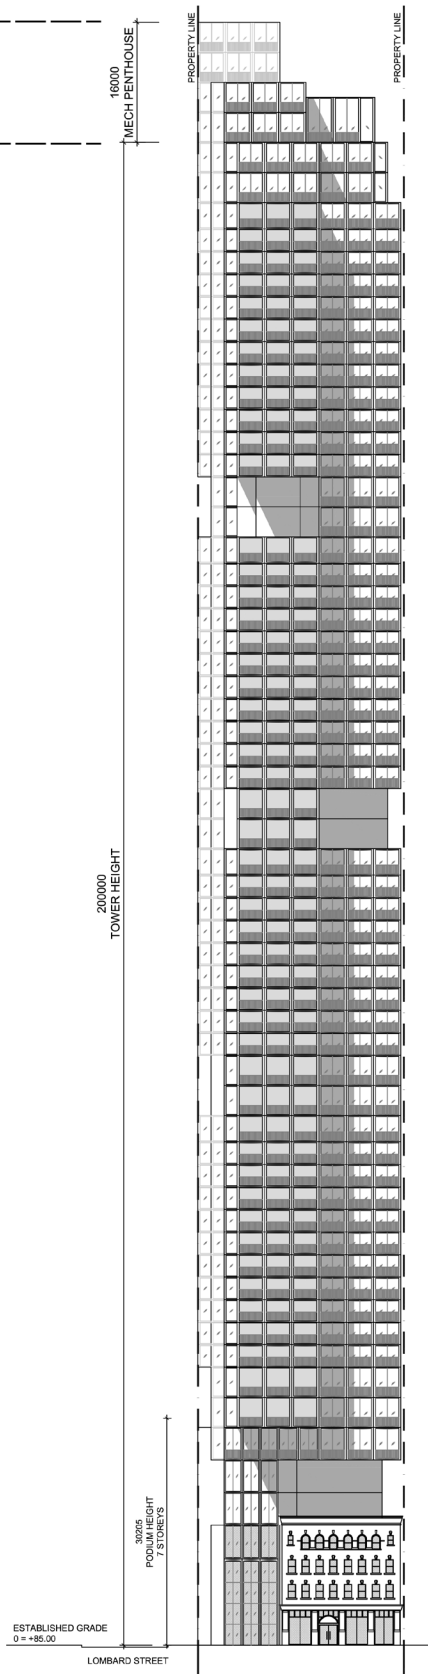 PROPERTY LINE
PROPERTY LINE
16000
MECH PENTHOUSE
200000
TOWER HEIGHT
30205
PODIUM HEIGHT
7 STOREYS
ESTABLISHED GRADE
0 = +85.00
LOMBARD STREET